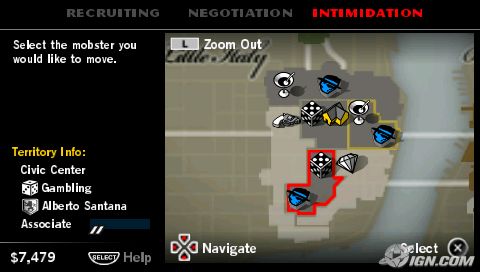 RECRUITING NEGOTIATION INTIMIDATION
Select the mobster you
would like to move.
L Zoom Out
Little Italy
Territory Info:
Civic Center
Gambling
Alberto Santana
Associate
$7,479
SELECT Help
Navigate
Select X
IGN.COM